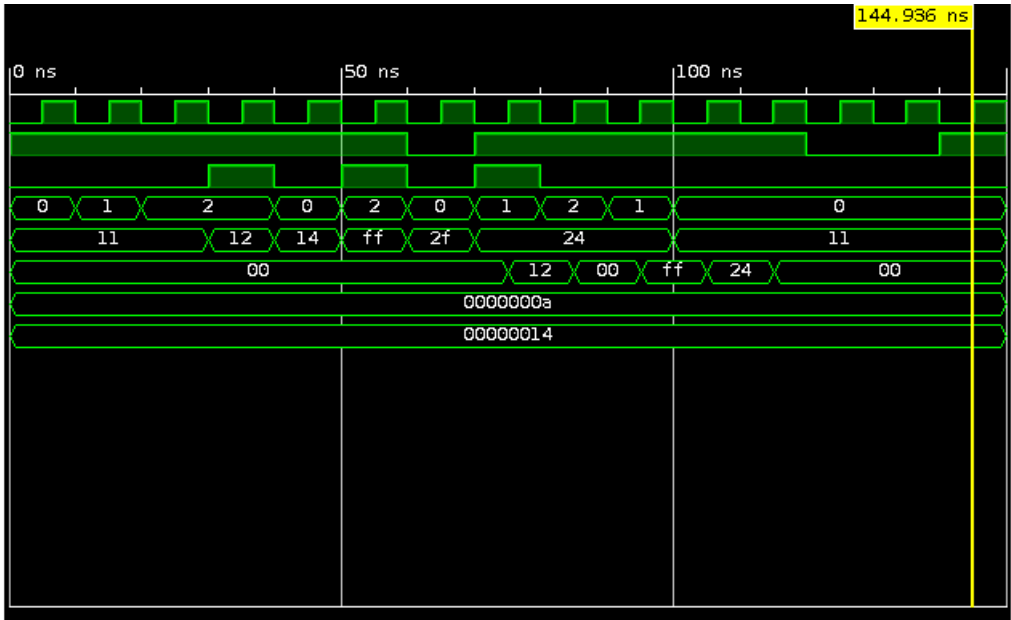 144.936 ns
0 ns 50 ns 100 ns
0 1 2 0 2 0 1 2 1 0
11 12 14 ff 2f 24 11
00 12 00 ff 24 00
0000000a
00000014